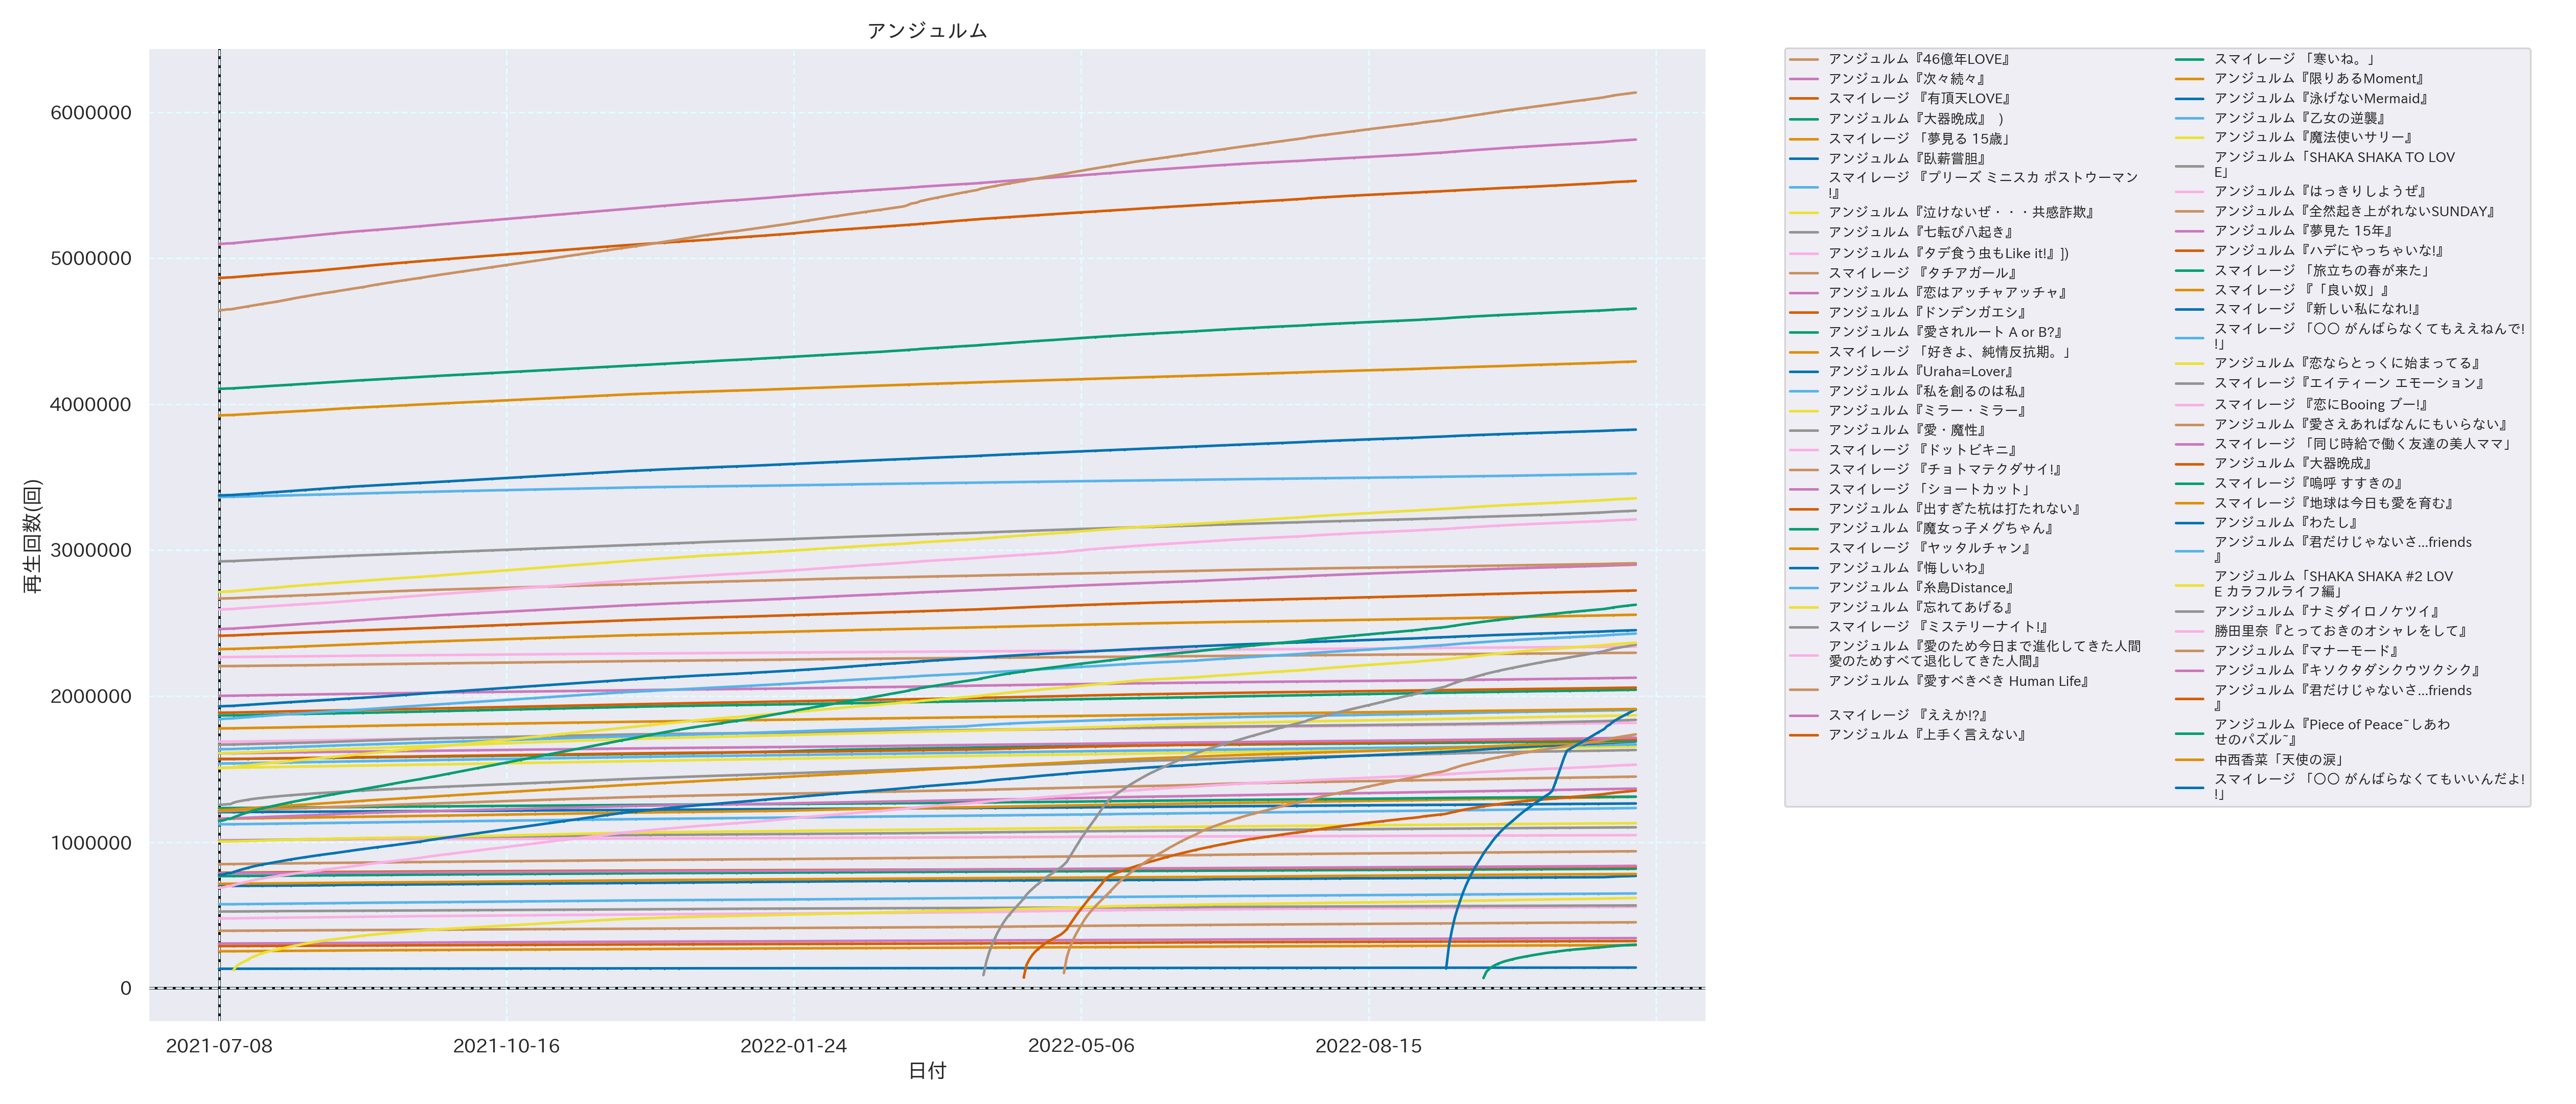 アンジュルム
6000000
5000000
4000000
3000000
2000000
1000000
0
再生回数(回)
2021-07-08
2021-10-16
2022-01-24
2022-05-06
2022-08-15
日付
アンジュルム『46億年LOVE』
アンジュルム『次々続々』
スマイレージ 『有頂天LOVE』
アンジュルム『大器晩成』 )
スマイレージ 「夢見る 15歳」
アンジュルム『臥薪嘗胆』
スマイレージ 『プリーズ ミニスカ ポストウーマン
!』
アンジュルム『泣けないぜ・・・共感詐欺』
アンジュルム『七転び八起き』
アンジュルム『タデ食う虫もLike it!』])
スマイレージ 『タチアガール』
アンジュルム『恋はアッチャアッチャ』
アンジュルム『ドンデンガエシ』
アンジュルム『愛されルート A or B?』
スマイレージ 「好きよ、純情反抗期。」
アンジュルム『Uraha=Lover』
アンジュルム『私を創るのは私』
アンジュルム『ミラー・ミラー』
アンジュルム『愛・魔性』
スマイレージ 『ドットビキニ』
スマイレージ 『チョトマテクダサイ!』
スマイレージ 「ショートカット」
アンジュルム『出すぎた杭は打たれない』
アンジュルム『魔女っ子メグちゃん』
スマイレージ 『ヤッタルチャン』
アンジュルム『悔しいわ』
アンジュルム『糸島Distance』
アンジュルム『忘れてあげる』
スマイレージ 『ミステリーナイト!』
アンジュルム『愛のため今日まで進化してきた人間
愛のためすべて退化してきた人間』
アンジュルム『愛すべきべき Human Life』
スマイレージ 『ええか!?』
アンジュルム『上手く言えない』
スマイレージ 「寒いね。」
アンジュルム『限りあるMoment』
アンジュルム『泳げないMermaid』
アンジュルム『乙女の逆襲』
アンジュルム『魔法使いサリー』
アンジュルム「SHAKA SHAKA TO LOV
E」
アンジュルム『はっきりしようぜ』
アンジュルム『全然起き上がれないSUNDAY』
アンジュルム『夢見た 15年』
アンジュルム『ハデにやっちゃいな!』
スマイレージ 「旅立ちの春が来た」
スマイレージ 『「良い奴」』
スマイレージ 『新しい私になれ!』
スマイレージ 「〇〇 がんばらなくてもええねんで!
!」
アンジュルム『恋ならとっくに始まってる』
スマイレージ『エイティーン エモーション』
スマイレージ 『恋にBooing ブー!』
アンジュルム『愛さえあればなんにもいらない』
スマイレージ 「同じ時給で働く友達の美人ママ」
アンジュルム『大器晩成』
スマイレージ『嗚呼 すすきの』
スマイレージ『地球は今日も愛を育む』
アンジュルム『わたし』
アンジュルム『君だけじゃないさ...friends
』
アンジュルム「SHAKA SHAKA #2 LOV
E カラフルライフ編」
アンジュルム『ナミダイロノケツイ』
勝田里奈『とっておきのオシャレをして』
アンジュルム『マナーモード』
アンジュルム『キソクタダシクウツクシク』
アンジュルム『君だけじゃないさ...friends
』
アンジュルム『Piece of Peace~しあわ
せのパズル~』
中西香菜「天使の涙」
スマイレージ 「〇〇 がんばらなくてもいいんだよ!
!」